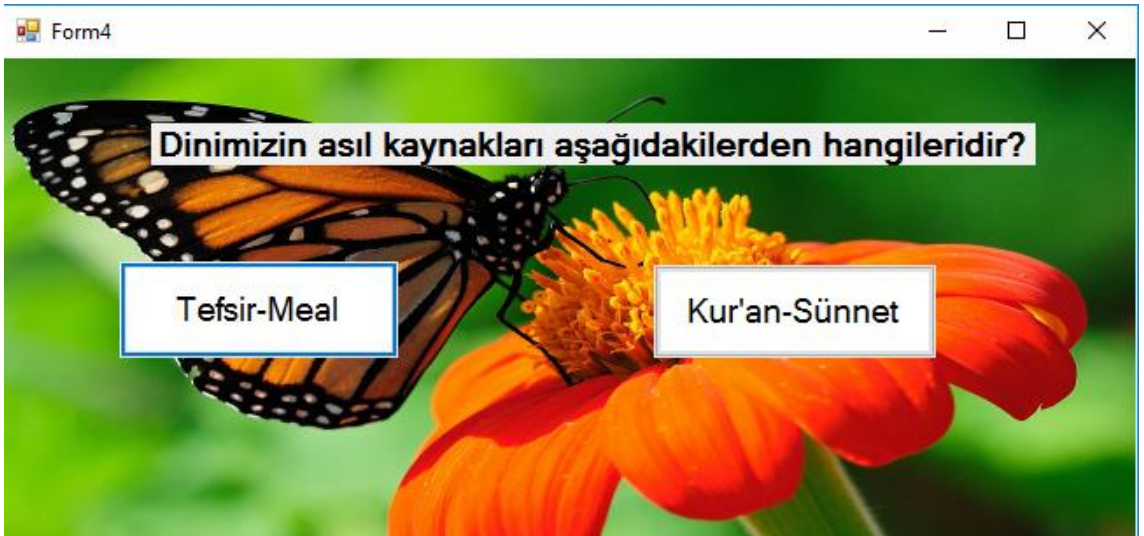 Form4
Dinimizin asıl kaynakları aşağıdakilerden hangileridir?
Tefsir-Meal
Kur'an-Sünnet